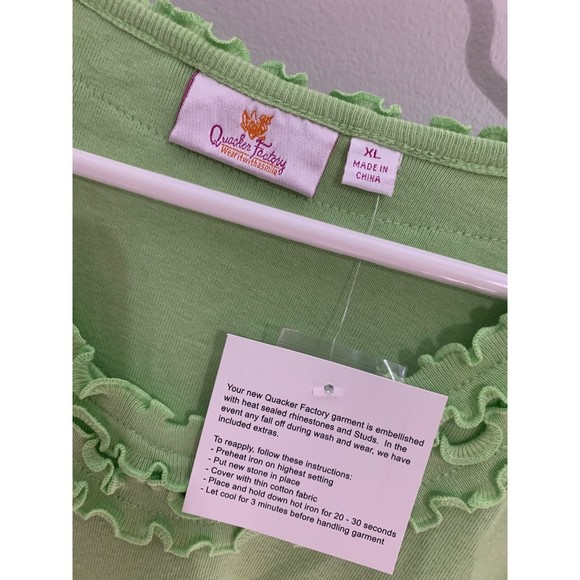 Quacker Factory
Wearitwithasmile
XL
MADE IN
CHINA
Your new Quacker Factory garment is embellished
with heat sealed rhinestones and Studs. In the
event any fall off during wash and wear, we have
included extras.
To reapply, follow these instructions:
- Preheat iron on highest setting
- Put new stone in place
- Cover with thin cotton fabric
- Place and hold down hot iron for 20 - 30 seconds
- Let cool for 3 minutes before handling garment